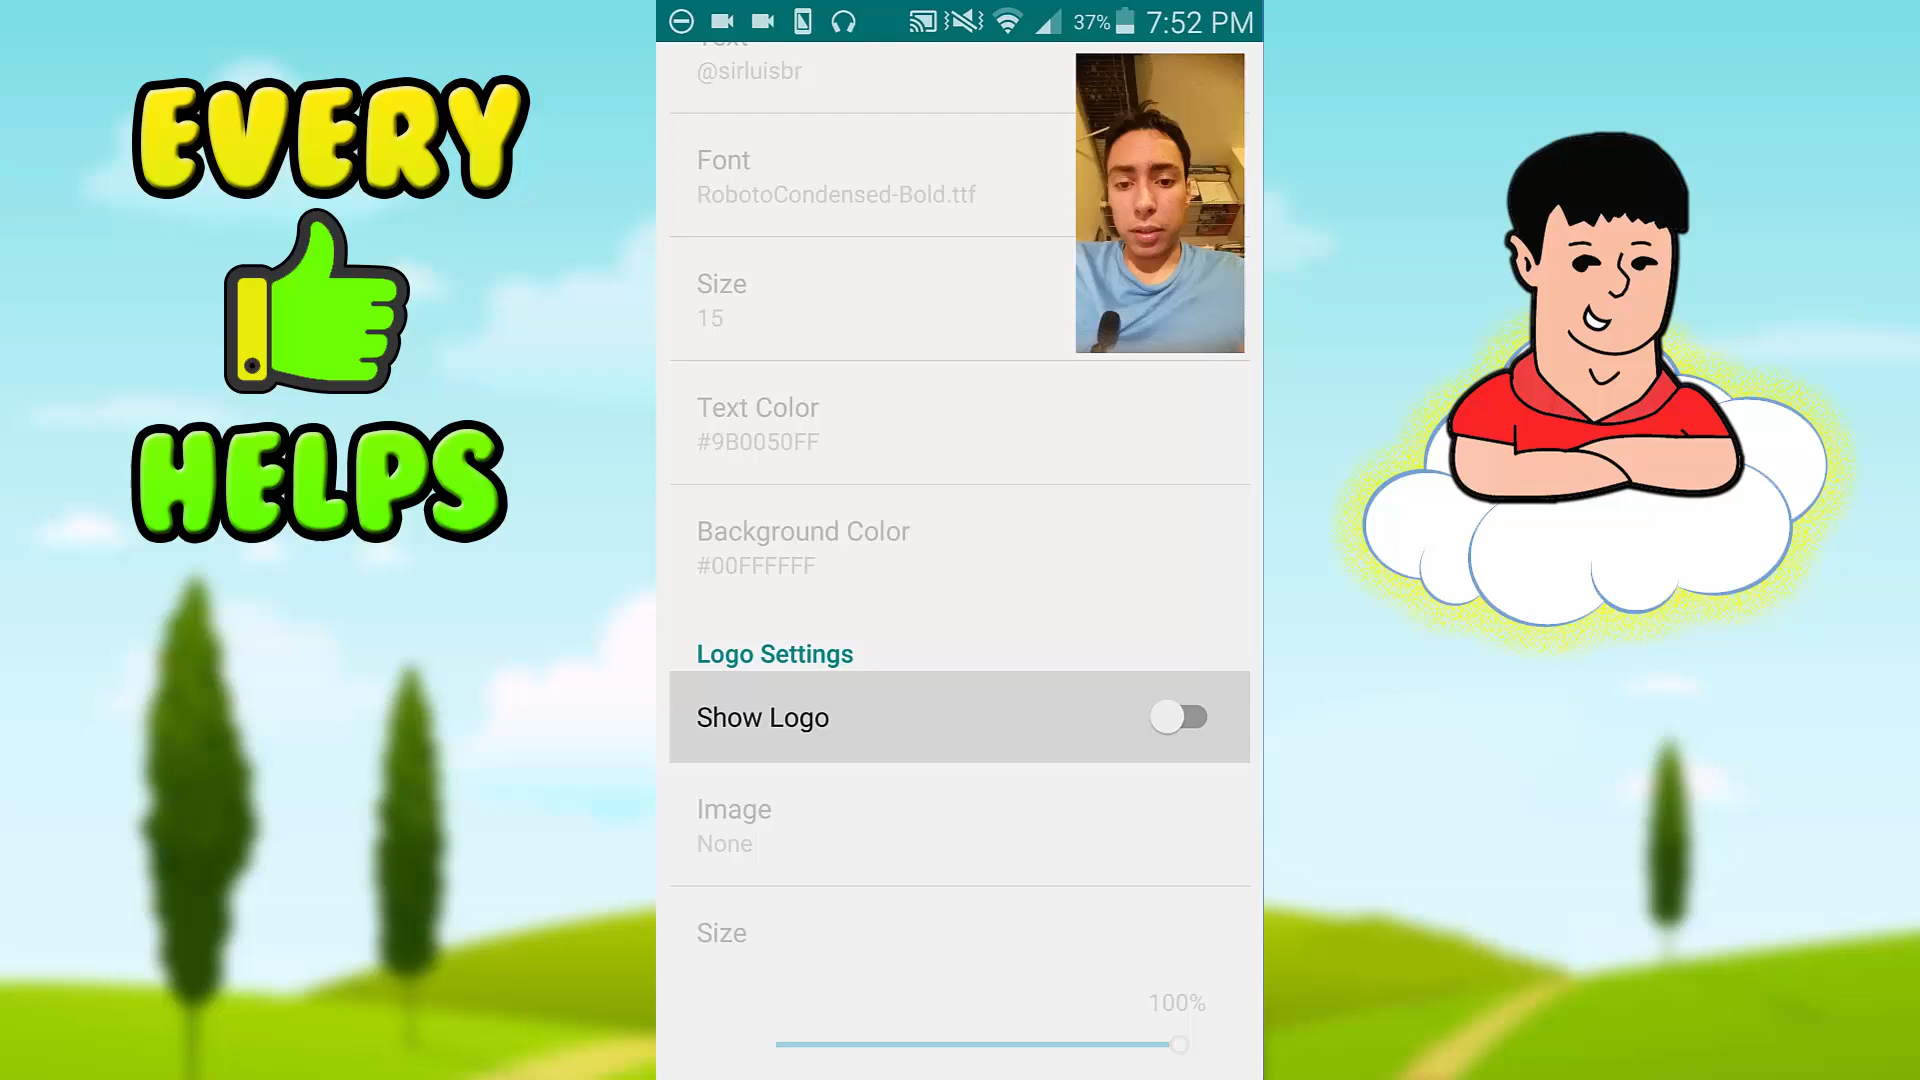 EVERY
HELPS
37% 7:52 PM
Text
@sirluisbr
Font
RobotoCondensed-Bold.ttf
Size
15
Text Color
#9B0050FF
Background Color
#00FFFFFF
Logo Settings
Show Logo
Image
None
Size
100%